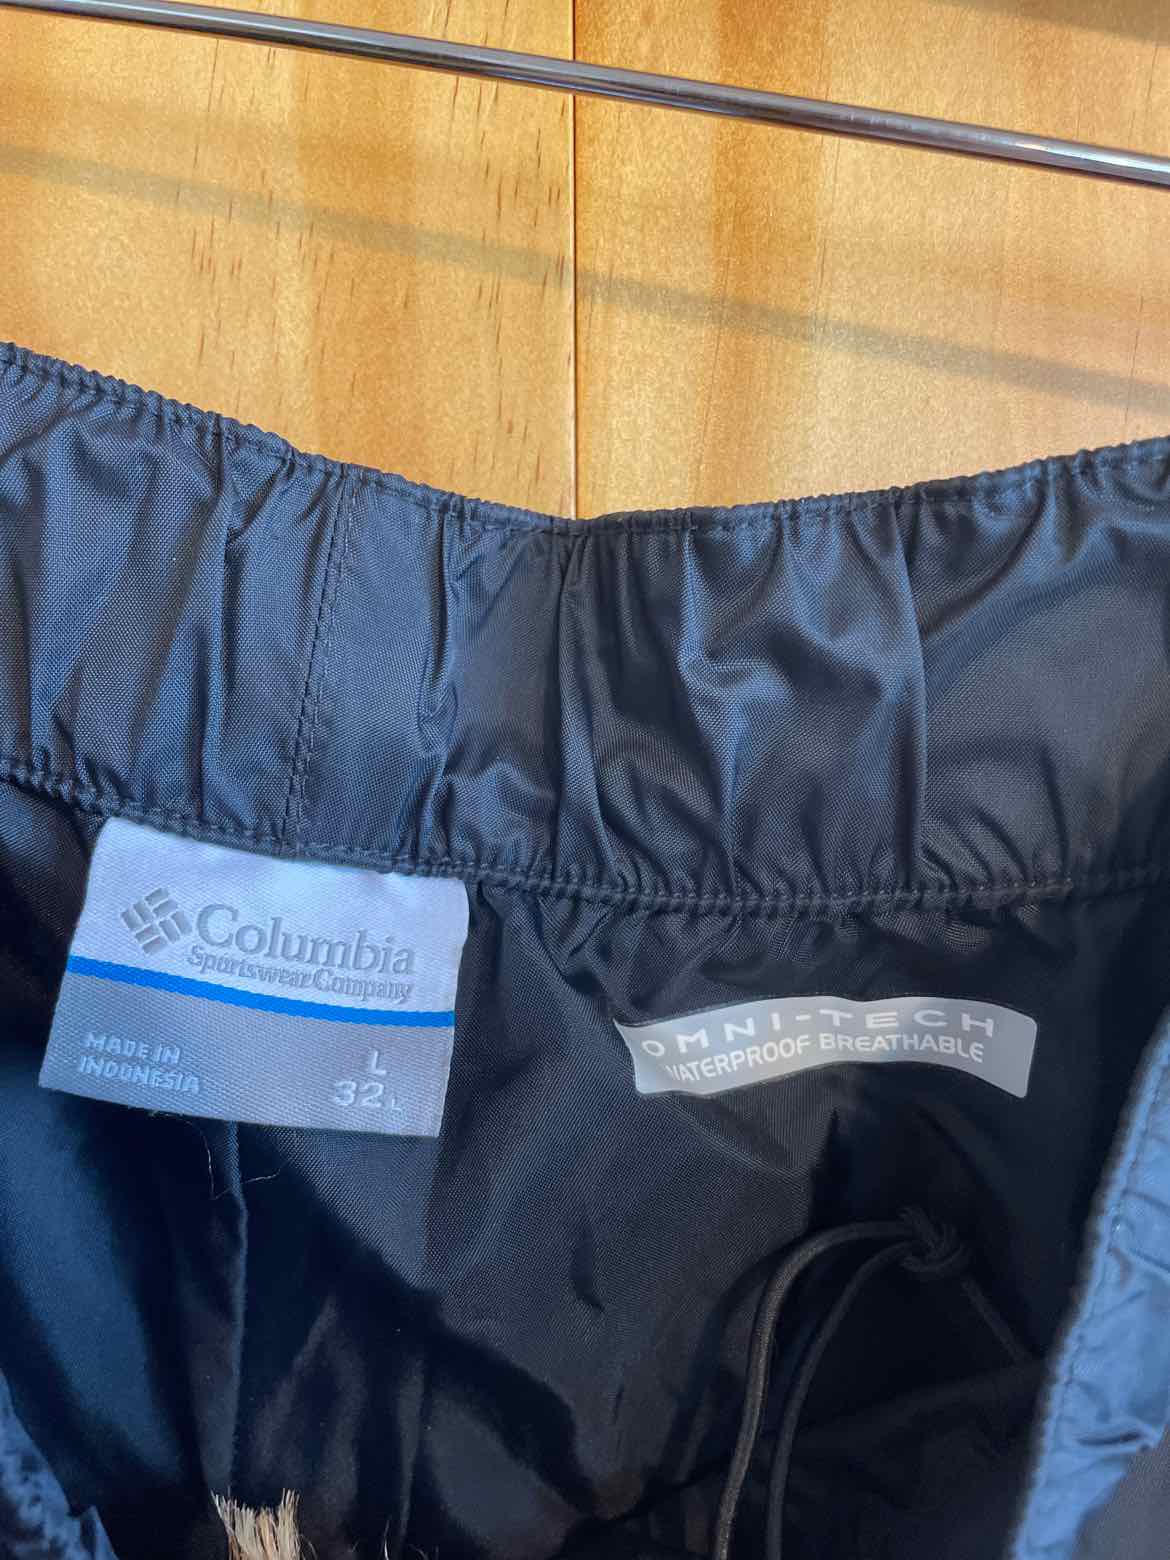 Columbia
Sportswear Company
MADE IN
INDONESIA
L
32L
OMNI-TECH
WATERPROOF BREATHABLE